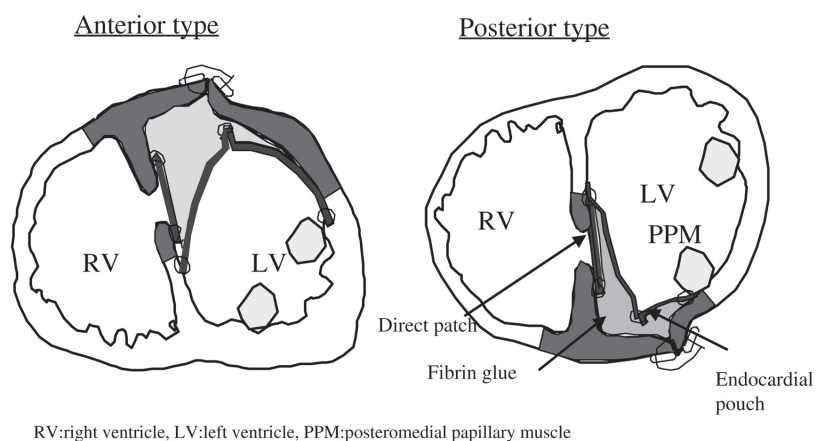 Anterior type
Posterior type
RV
LV
RV
LV
PPM
Direct patch
Fibrin glue
Endocardial
pouch
RV:right ventricle, LV:left ventricle, PPM:posteromedial papillary muscle